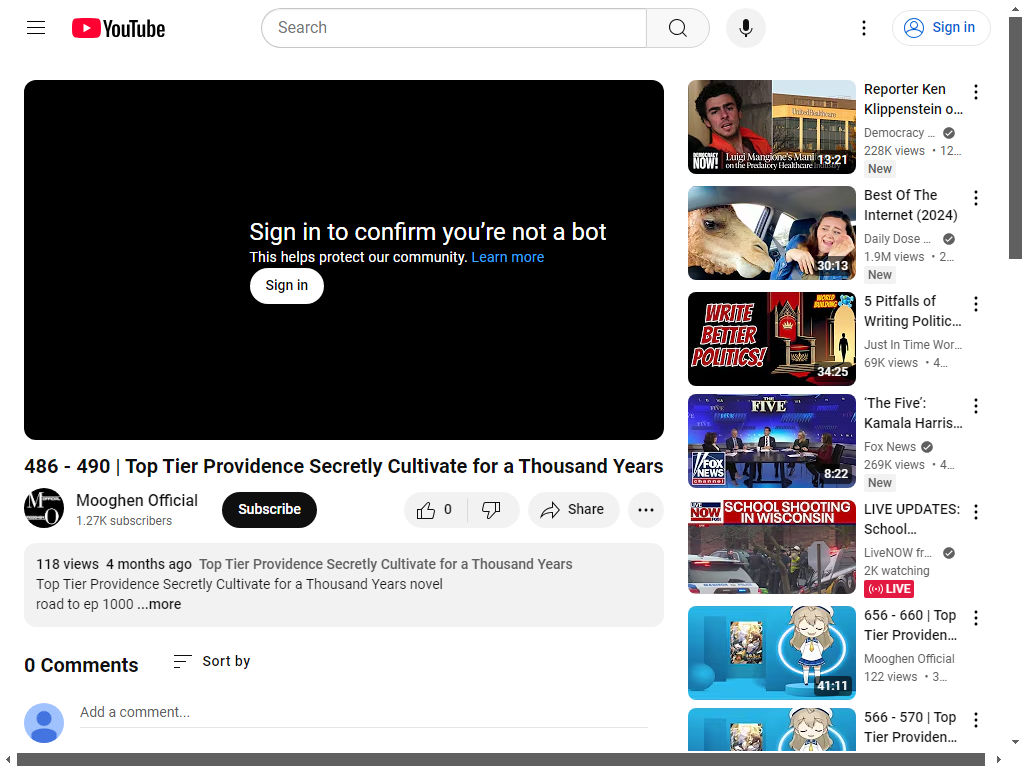 YouTube
Search
Sign in
Sign in to confirm you’re not a bot
This helps protect our community. Learn more
Sign in
486 - 490 | Top Tier Providence Secretly Cultivate for a Thousand Years
Mooghen Official
1.27K subscribers
Subscribe
0
Share
118 views 4 months ago Top Tier Providence Secretly Cultivate for a Thousand Years
Top Tier Providence Secretly Cultivate for a Thousand Years novel
road to ep 1000 ...more
0 Comments
Sort by
Add a comment...
DEMOCRACY NOW!
Luigi Mangione's Mani
on the Predatory Healthcare Industry
13:21
Reporter Ken
Klippenstein o...
Democracy ...
228K views • 12...
New
30:13
Best Of The
Internet (2024)
Daily Dose ...
1.9M views • 2...
New
WRITE
BETTER
POLITICS!
WORLD
BUILDING
34:25
5 Pitfalls of
Writing Politic...
Just In Time Wor...
69K views • 4...
THE
FIVE
FOX
NEWS
channel
8:22
‘The Five’:
Kamala Harris...
Fox News
269K views • 4...
New
NOW
SCHOOL SHOOTING
IN WISCONSIN
LIVE UPDATES:
School...
LiveNOW fr...
2K watching
LIVE
41:11
656 - 660 | Top
Tier Providen...
Mooghen Official
122 views • 3...
566 - 570 | Top
Tier Providen...